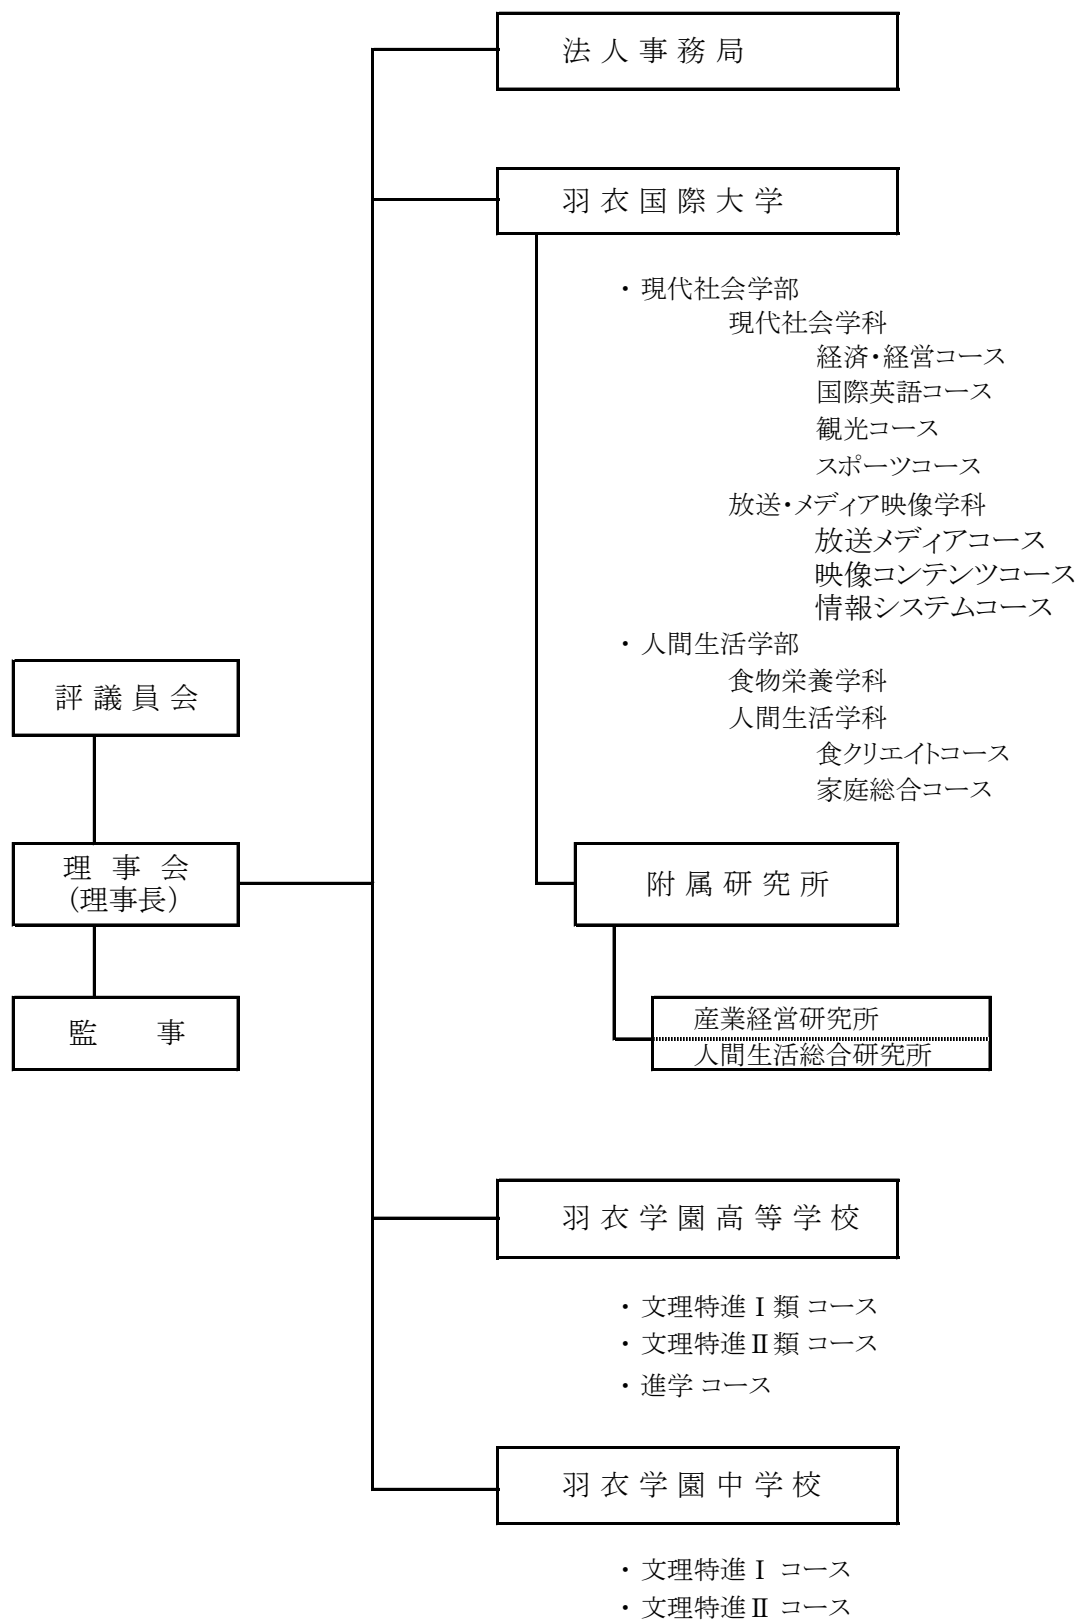 法人事務局
羽衣国際大学
・現代社会学部
現代社会学科
経済・経営コース
国際英語コース
観光コース
スポーツコース
放送・メディア映像学科
放送メディアコース
映像コンテンツコース
情報システムコース
・人間生活学部
食物栄養学科
人間生活学科
食クリエイトコース
家庭総合コース
評議員会
理事会
(理事長)
監事
附属研究所
産業経営研究所
人間生活総合研究所
羽衣学園高等学校
・文理特進Ⅰ類 コース
・文理特進Ⅱ類 コース
・進学 コース
羽衣学園中学校
・文理特進Ⅰ コース
・文理特進Ⅱ コース